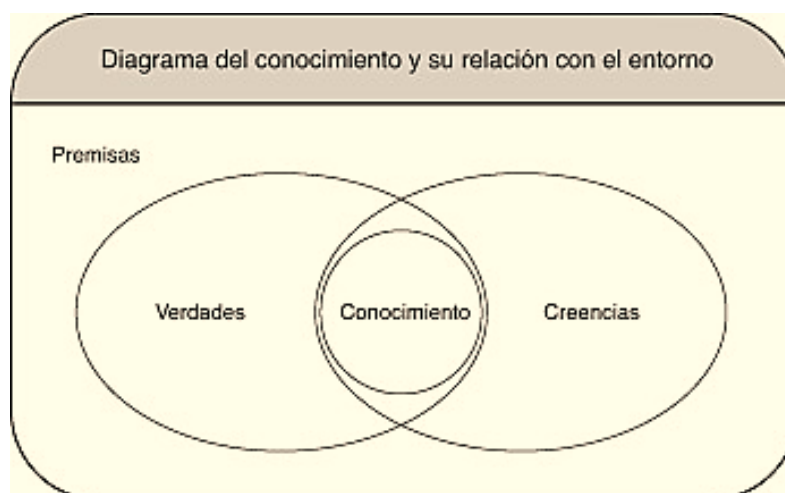 Diagrama del conocimiento y su relación con el entorno
Premisas
Verdades
Conocimiento
Creencias